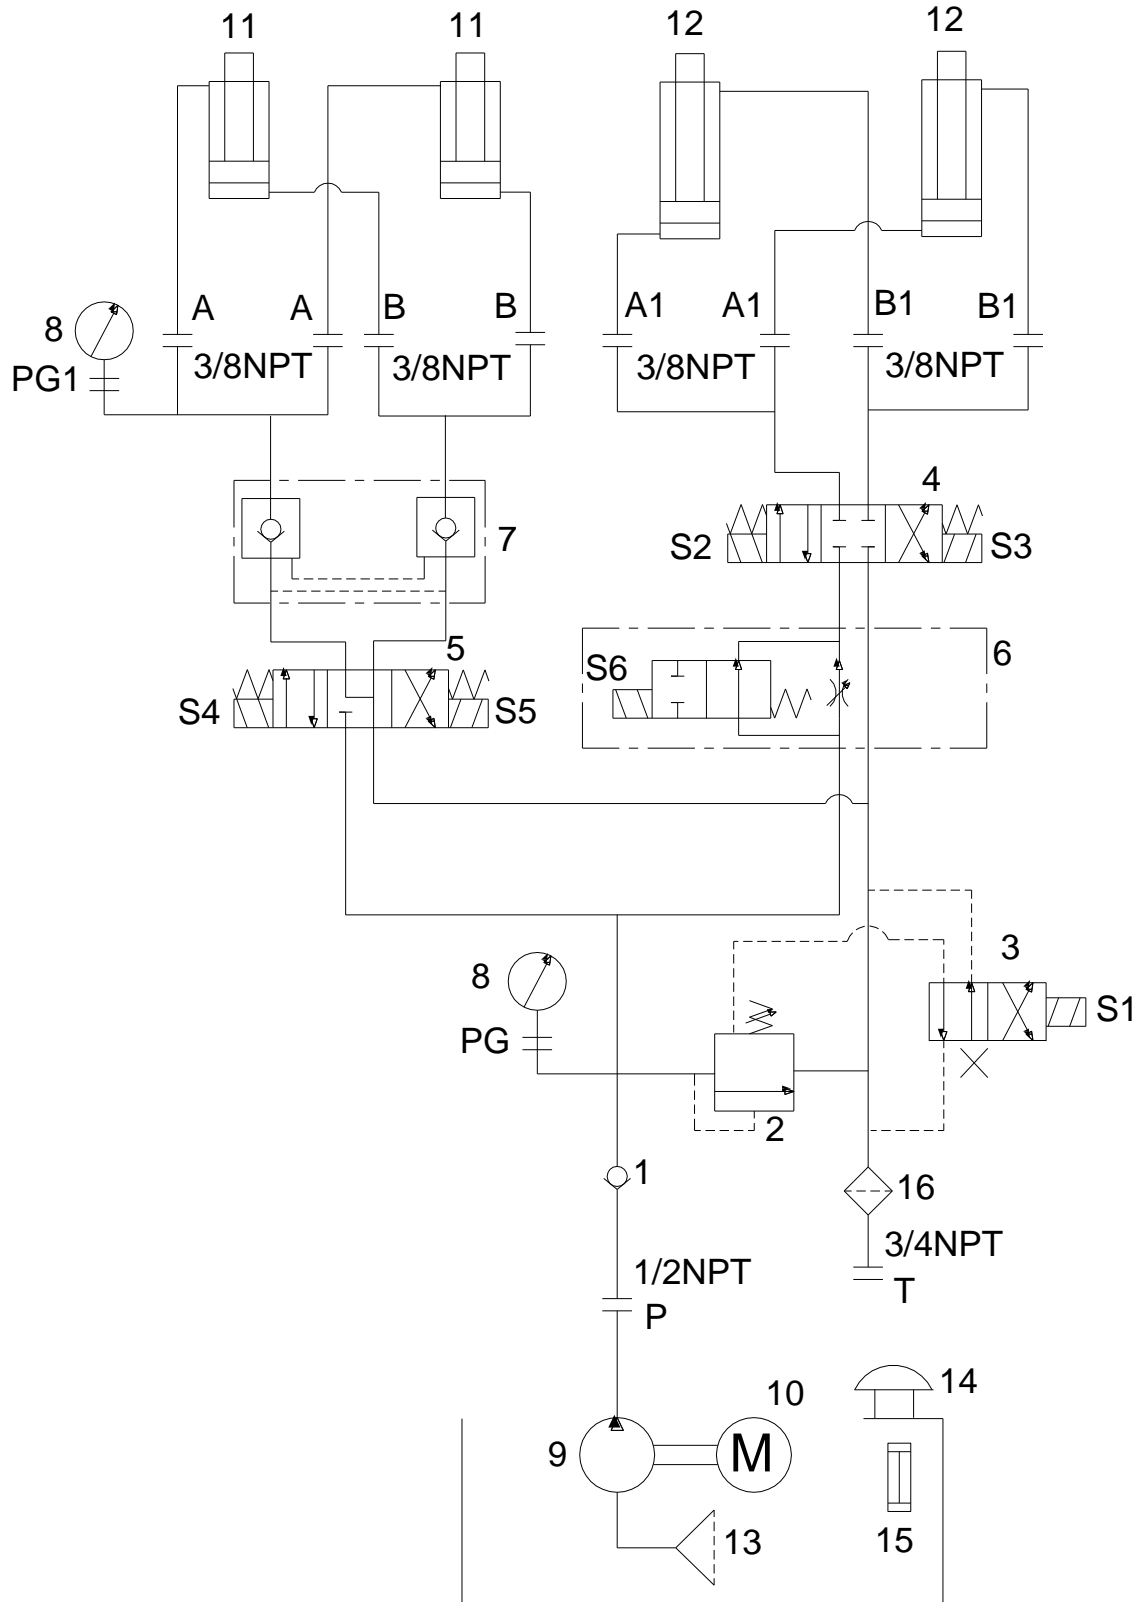 11 11 12 12
A A B B A1 A1 B1 B1
8
3/8NPT 3/8NPT 3/8NPT 3/8NPT
PG1
4
7
S2 S3
5
6
S6
S4 S5
3
8
S1
PG
2
1
16
3/4NPT
1/2NPT
T
P
10
14
9
M
13
15